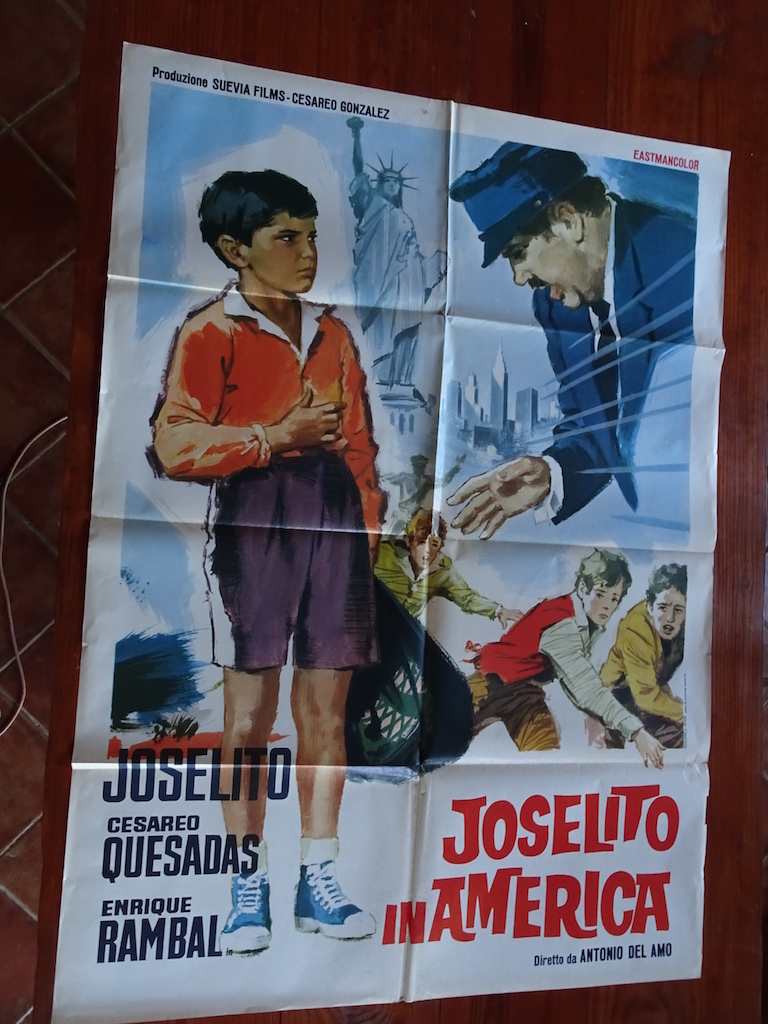 Produzione SUEVIA FILMS - CESAREO GONZALEZ
EASTMANCOLOR
JOSELITO
CESAREO
QUESADAS
ENRIQUE
RAMBAL in
JOSELITO
IN AMERICA
Diretto da ANTONIO DEL AMO